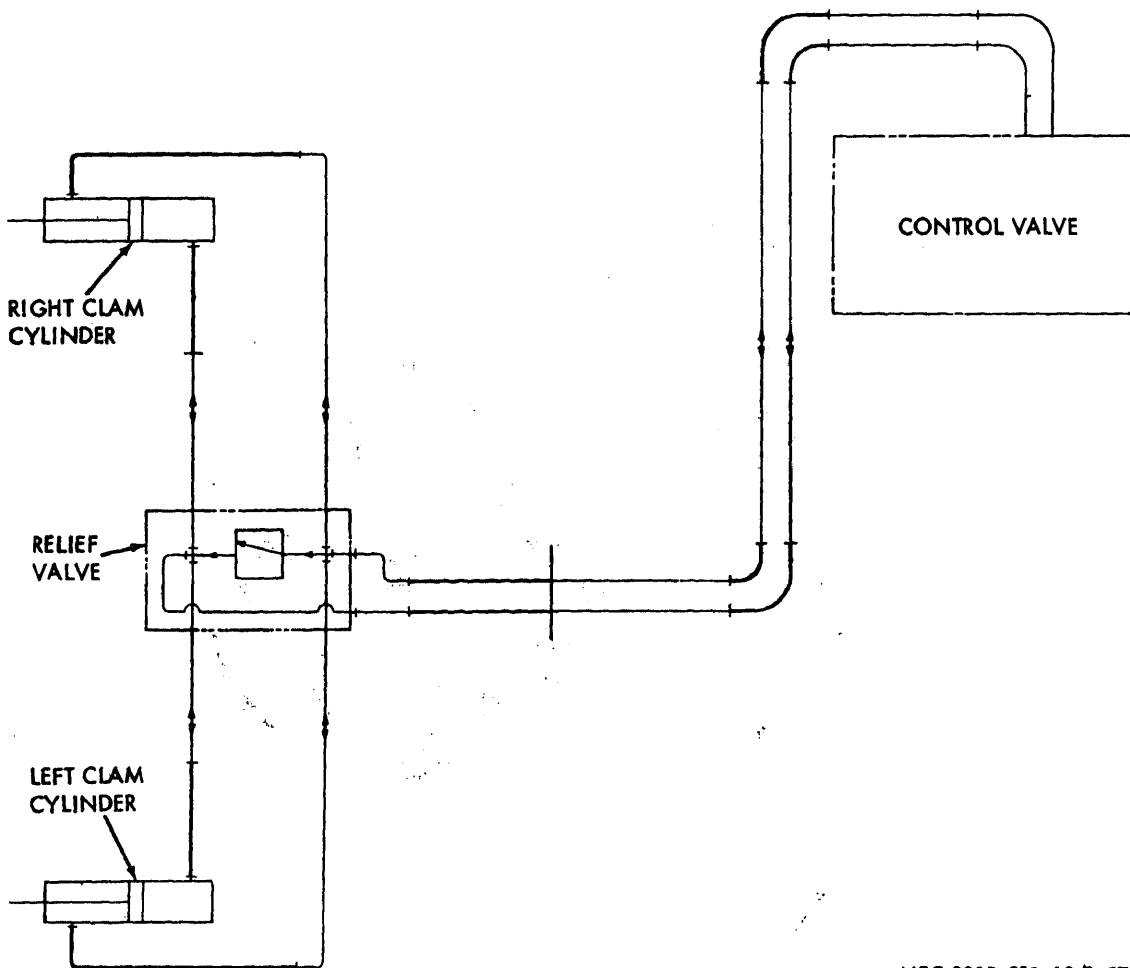 CONTROL VALVE
RIGHT CLAM
CYLINDER
RELIEF
VALVE
LEFT CLAM
CYLINDER